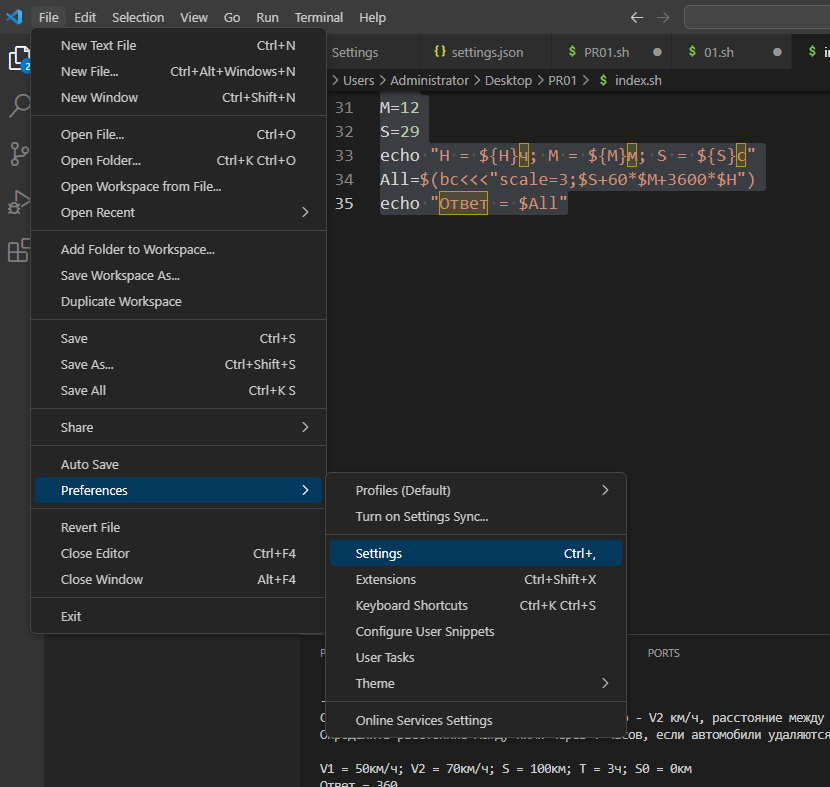 File Edit Selection View Go Run Terminal Help
New Text File Ctrl+N
New File... Ctrl+Alt+Windows+N
New Window Ctrl+Shift+N
Open File... Ctrl+O
Open Folder... Ctrl+K Ctrl+O
Open Workspace from File...
Open Recent
Add Folder to Workspace...
Save Workspace As...
Duplicate Workspace
Save Ctrl+S
Save As... Ctrl+Shift+S
Save All Ctrl+K S
Share
Auto Save
Preferences
Revert File
Close Editor Ctrl+F4
Close Window Alt+F4
Exit
2
Settings {} settings.json $ PR01.sh $ 01.sh $
> Users > Administrator > Desktop > PR01 > $ index.sh
31 M=12
32 S=29
33 echo "H = ${H}ч; M = ${M}м; S = ${S}с"
34 All=$(bc<<<"scale=3;$S+60*$M+3600*$H")
35 echo "Ответ = $All"
Profiles (Default)
Turn on Settings Sync...
Settings Ctrl+,
Extensions Ctrl+Shift+X
Keyboard Shortcuts Ctrl+K Ctrl+S
Configure User Snippets
User Tasks
Theme
Online Services Settings
PORTS
- V2 км/ч, расстояние между
часов, если автомобили удаляются
V1 = 50км/ч; V2 = 70км/ч; S = 100км; T = 3ч; S0 = 0км
Ответ = 360